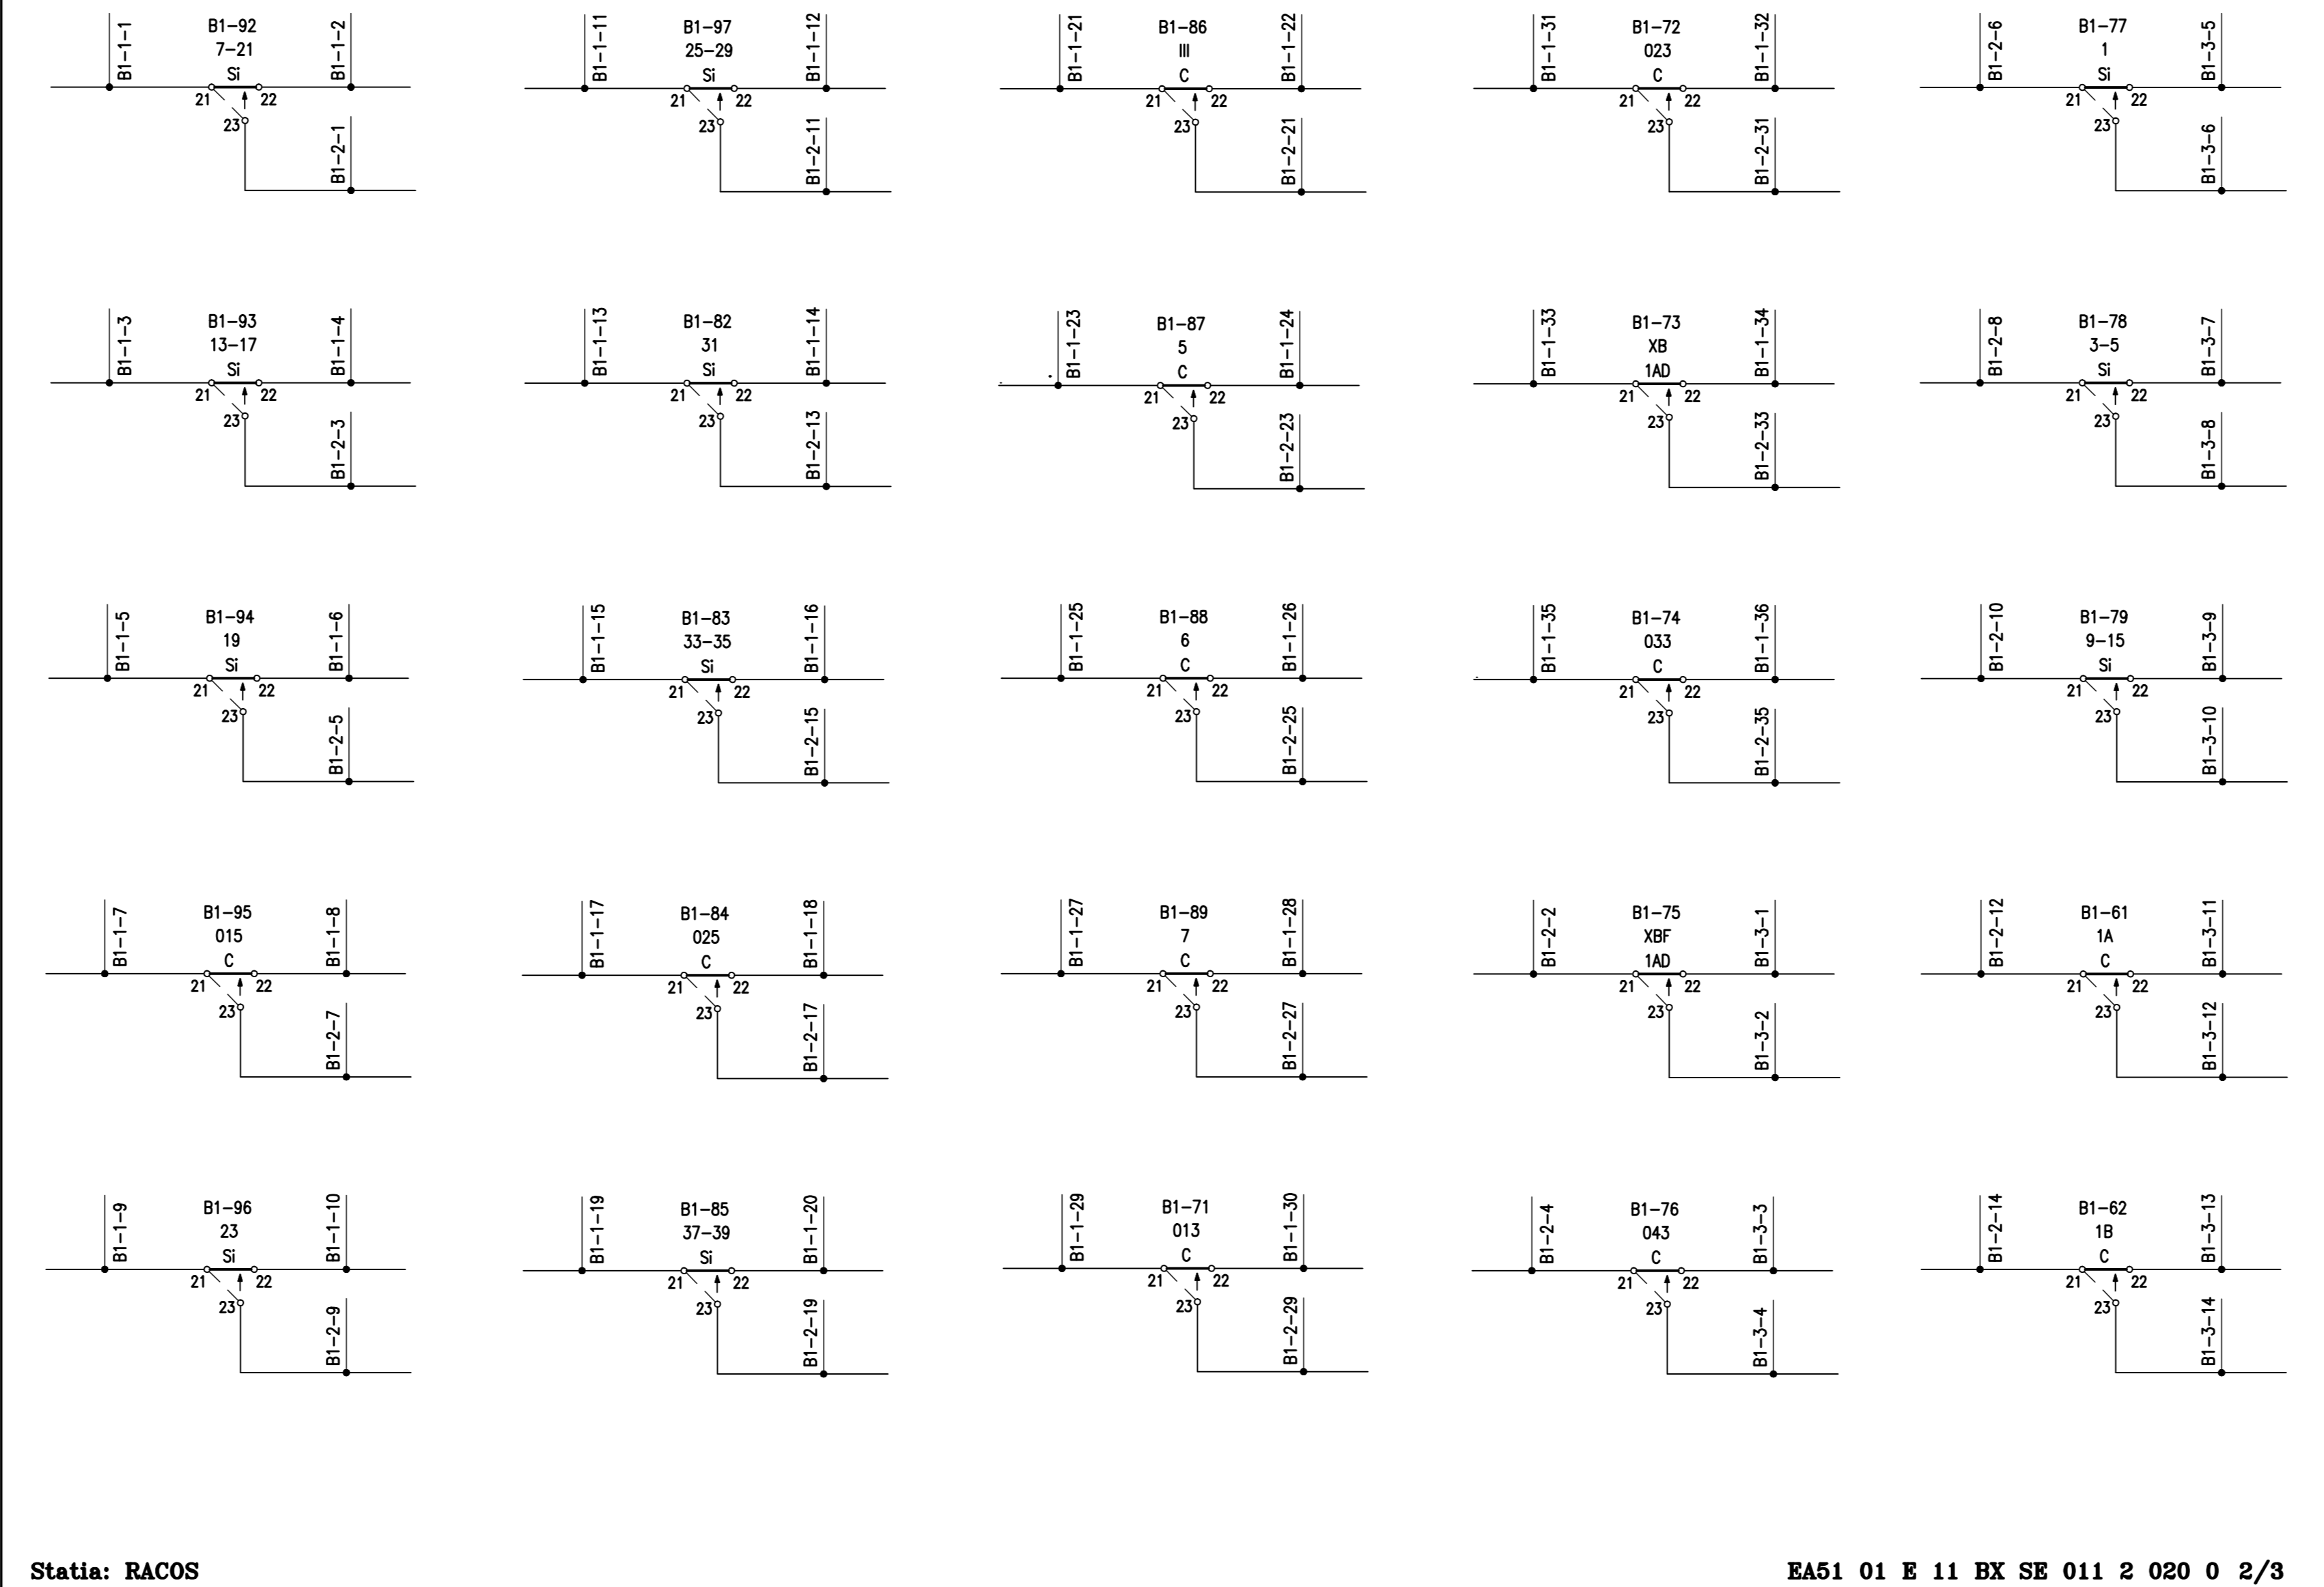 B1-1-1
B1-92
7-21
Si
B1-1-2
21
22
23
B1-2-1
B1-1-11
B1-97
25-29
Si
B1-1-12
21
22
23
B1-2-11
B1-1-21
B1-86
III
C
B1-1-22
21
22
23
B1-2-21
B1-1-31
B1-72
023
C
B1-1-32
21
22
23
B1-2-31
B1-2-6
B1-77
1
Si
B1-3-5
21
22
23
B1-3-6
B1-1-3
B1-93
13-17
Si
B1-1-4
21
22
23
B1-2-3
B1-1-13
B1-82
31
Si
B1-1-14
21
22
23
B1-2-13
B1-1-23
B1-87
5
C
B1-1-24
21
22
23
B1-2-23
B1-1-33
B1-73
XB
1AD
B1-1-34
21
22
23
B1-2-33
B1-2-8
B1-78
3-5
Si
B1-3-7
21
22
23
B1-3-8
B1-1-5
B1-94
19
Si
B1-1-6
21
22
23
B1-2-5
B1-1-15
B1-83
33-35
Si
B1-1-16
21
22
23
B1-2-15
B1-1-25
B1-88
6
C
B1-1-26
21
22
23
B1-2-25
B1-1-35
B1-74
033
C
B1-1-36
21
22
23
B1-2-35
B1-2-10
B1-79
9-15
Si
B1-3-9
21
22
23
B1-3-10
B1-1-7
B1-95
015
C
B1-1-8
21
22
23
B1-2-7
B1-1-17
B1-84
025
C
B1-1-18
21
22
23
B1-2-17
B1-1-27
B1-89
7
C
B1-1-28
21
22
23
B1-2-27
B1-2-2
B1-75
XBF
1AD
B1-3-1
21
22
23
B1-3-2
B1-2-12
B1-61
1A
C
B1-3-11
21
22
23
B1-3-12
B1-1-9
B1-96
23
Si
B1-1-10
21
22
23
B1-2-9
B1-1-19
B1-85
37-39
Si
B1-1-20
21
22
23
B1-2-19
B1-1-29
B1-71
013
C
B1-1-30
21
22
23
B1-2-29
B1-2-4
B1-76
043
C
B1-3-3
21
22
23
B1-3-4
B1-2-14
B1-62
1B
C
B1-3-13
21
22
23
B1-3-14
Statia: RACOS
EA51 01 E 11 BX SE 011 2 020 0 2/3